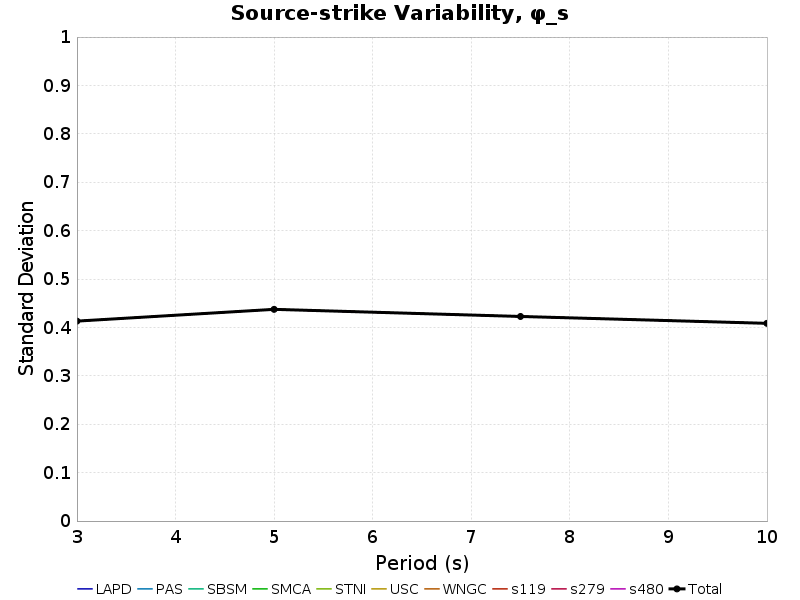 Source-strike Variability, φ_s
1
0.9
0.8
0.7
0.6
0.5
0.4
0.3
0.2
0.1
0
Standard Deviation
3 4 5 6 7 8 9 10
Period (s)
LAPD PAS SBSM SMCA STNI USC WNGC s119 s279 s480 Total